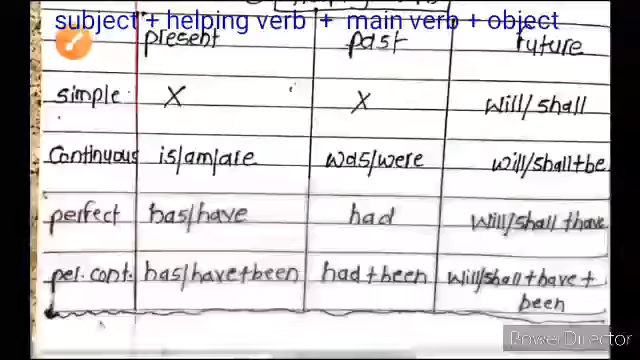 subject + helping verb + main verb + object
present past future
simple X X will/shall
continuous is/am/are was/were will/shall+be
perfect has/have had will/shall+have
per. cont. has/have+been had+been will/shall+have+
been
PowerDirector